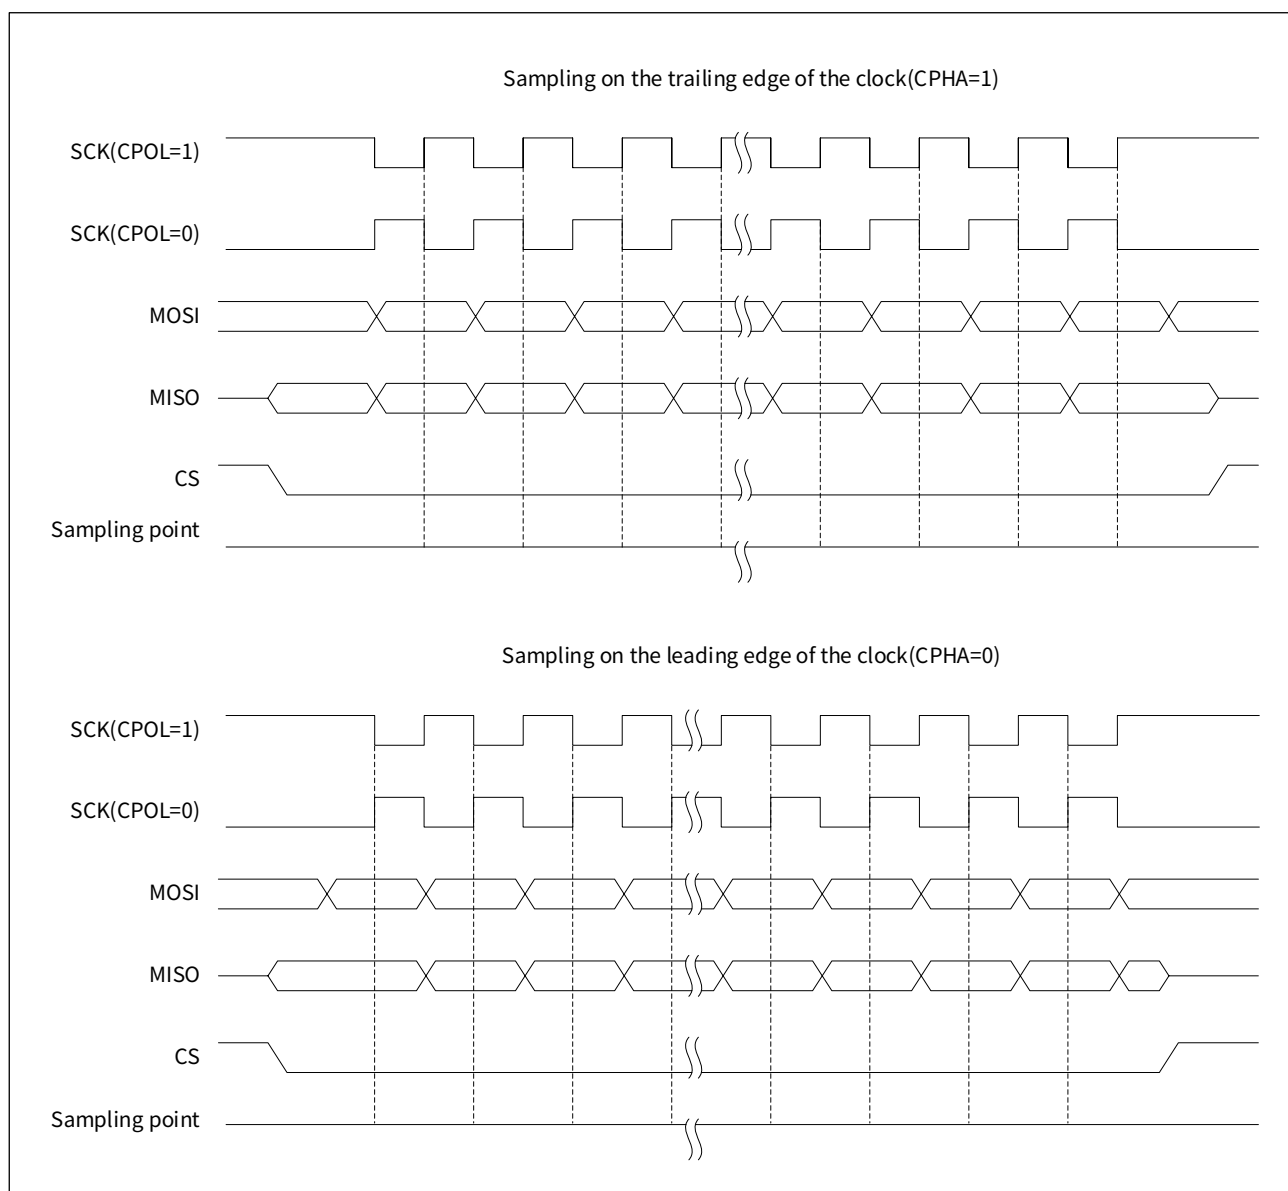 Sampling on the trailing edge of the clock(CPHA=1)
SCK(CPOL=1)
SCK(CPOL=0)
MOSI
MISO
CS
Sampling point
Sampling on the leading edge of the clock(CPHA=0)
SCK(CPOL=1)
SCK(CPOL=0)
MOSI
MISO
CS
Sampling point